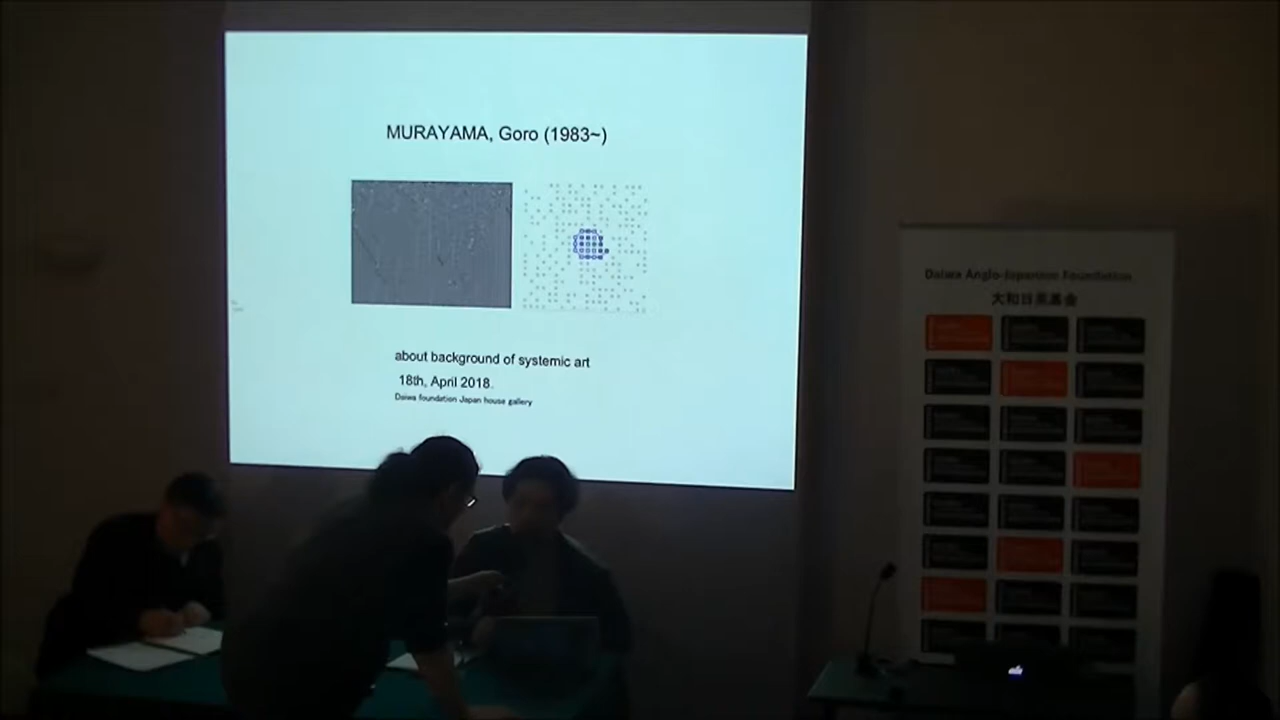 MURAYAMA, Goro (1983~)
about background of systemic art
18th, April 2018.
Daiwa foundation Japan house gallery
Daiwa Anglo-Japanese Foundation
大和日英基金